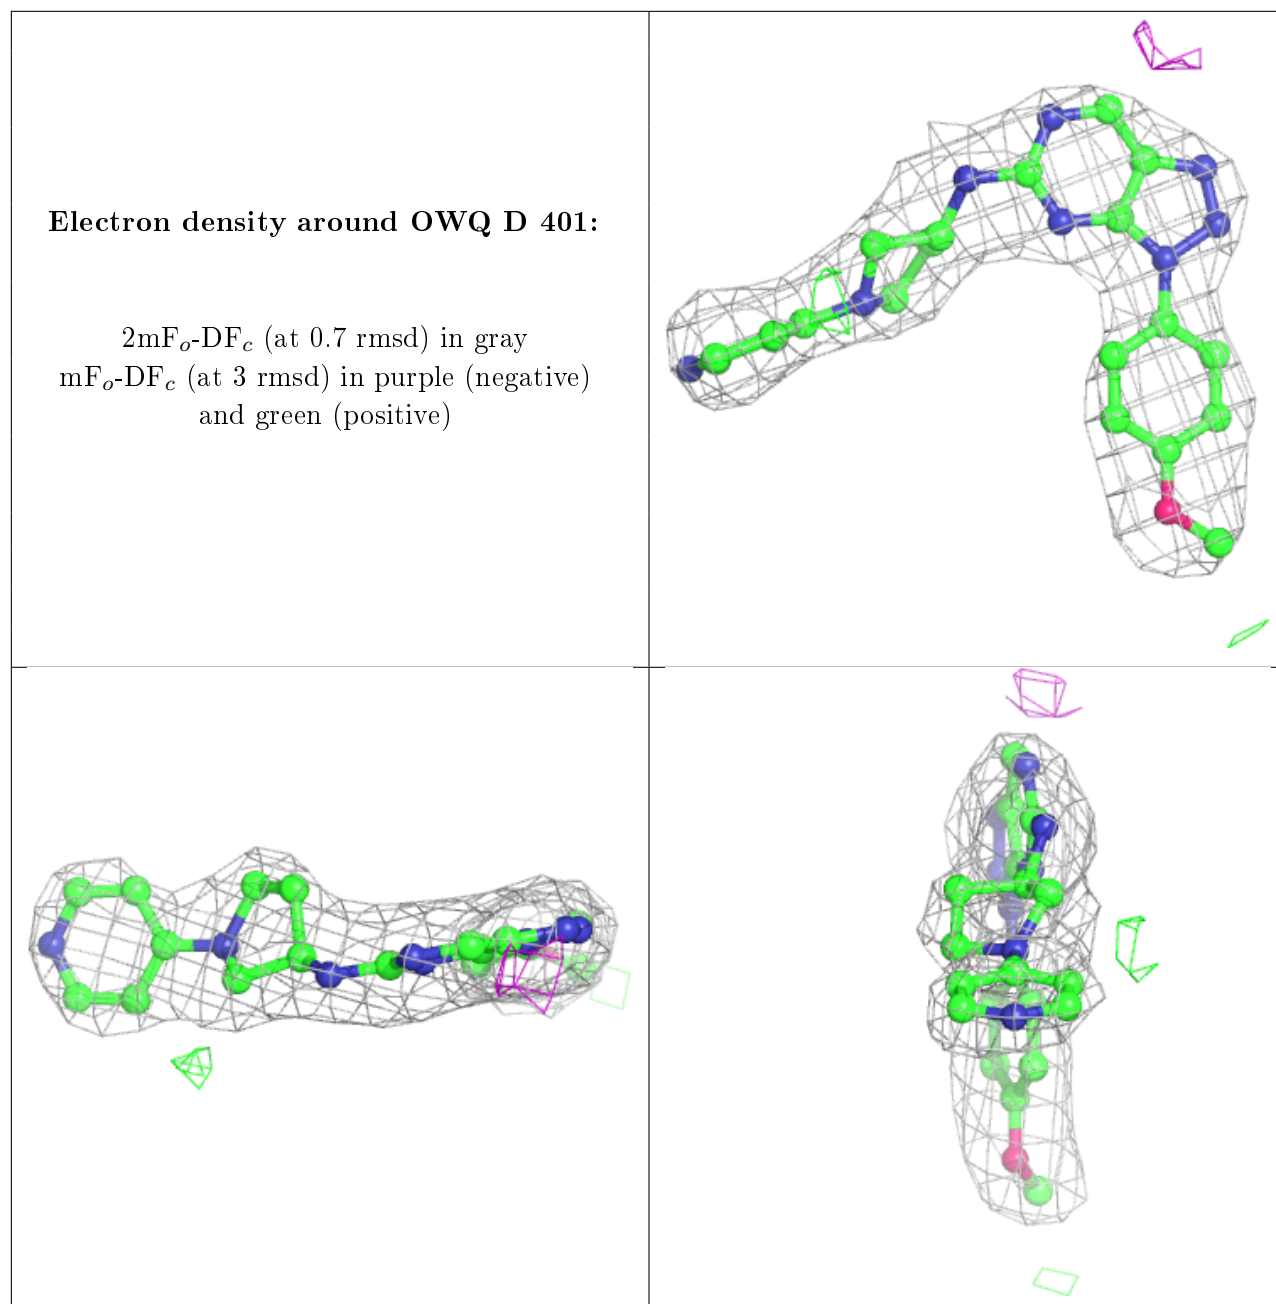 Electron density around OWQ D 401:
2mFo-DFc (at 0.7 rmsd) in gray
mFo-DFc (at 3 rmsd) in purple (negative)
and green (positive)